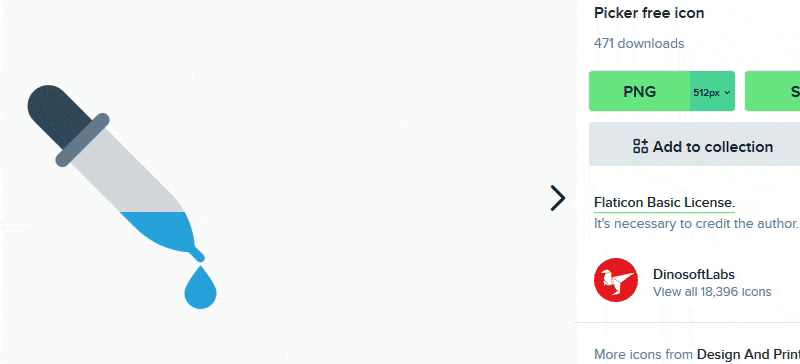 Picker free icon
471 downloads
PNG
512px
S
Add to collection
Flaticon Basic License.
It's necessary to credit the author.
DinosoftLabs
View all 18,396 Icons
More icons from Design And Print